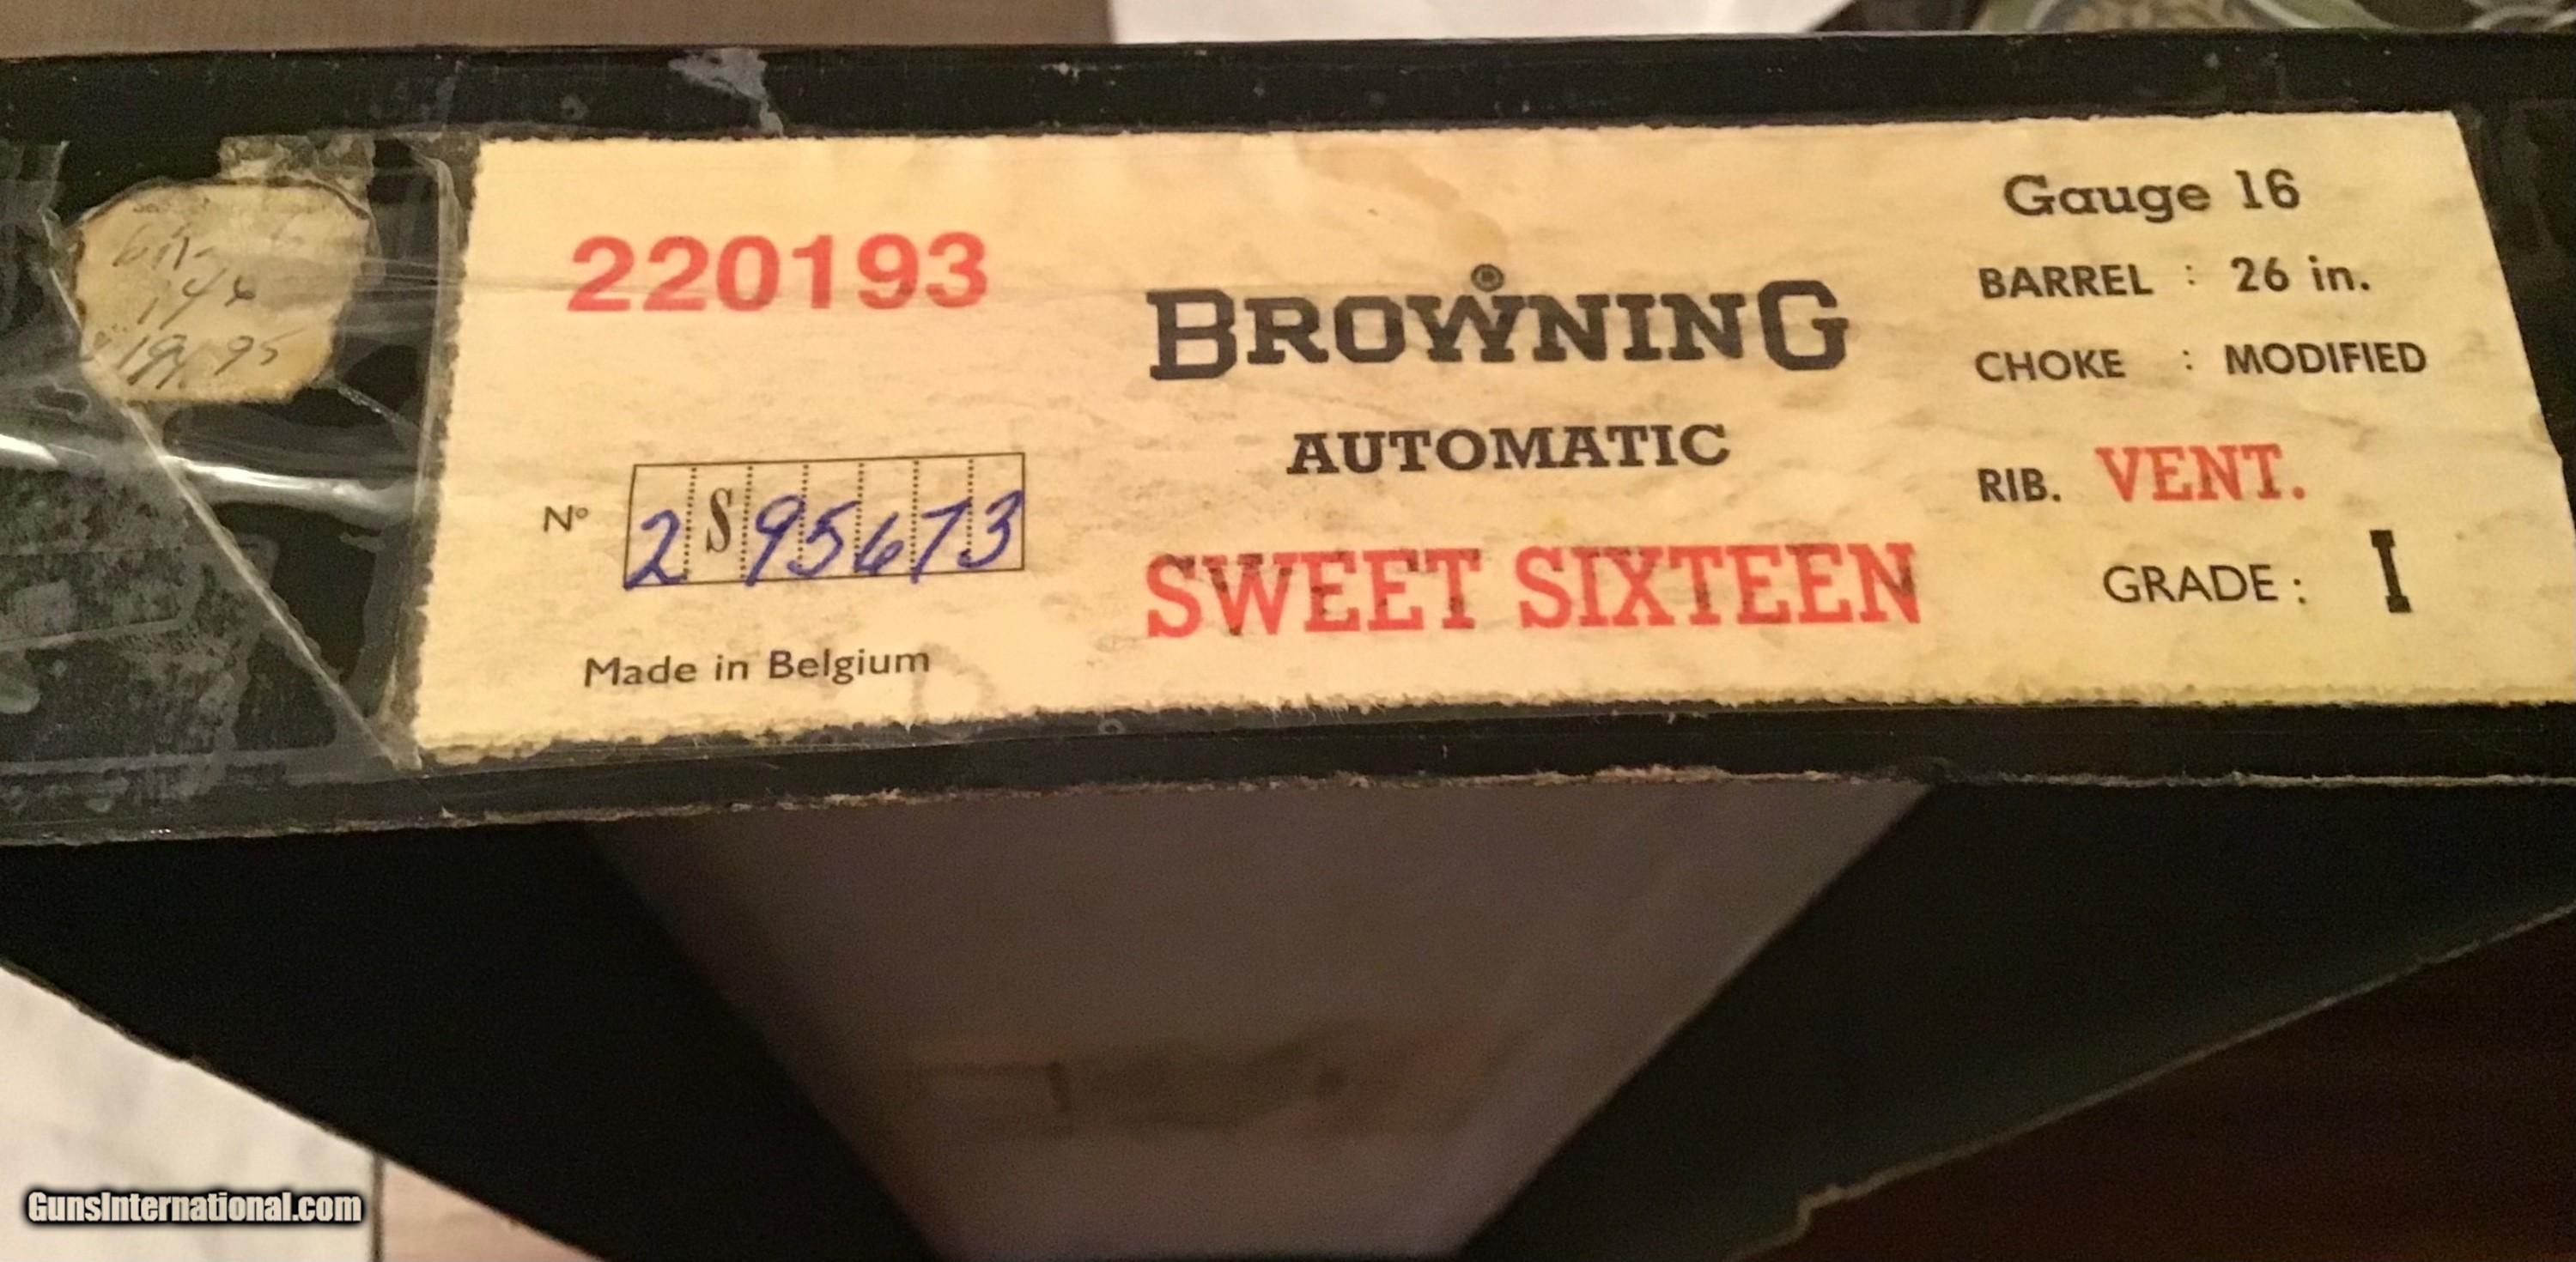 220193
Nº 2S95673
Made in Belgium
BROWNING
AUTOMATIC
SWEET SIXTEEN
Gauge 16
BARREL : 26 in.
CHOKE : MODIFIED
RIB. VENT.
GRADE : I
GunsInternational.com